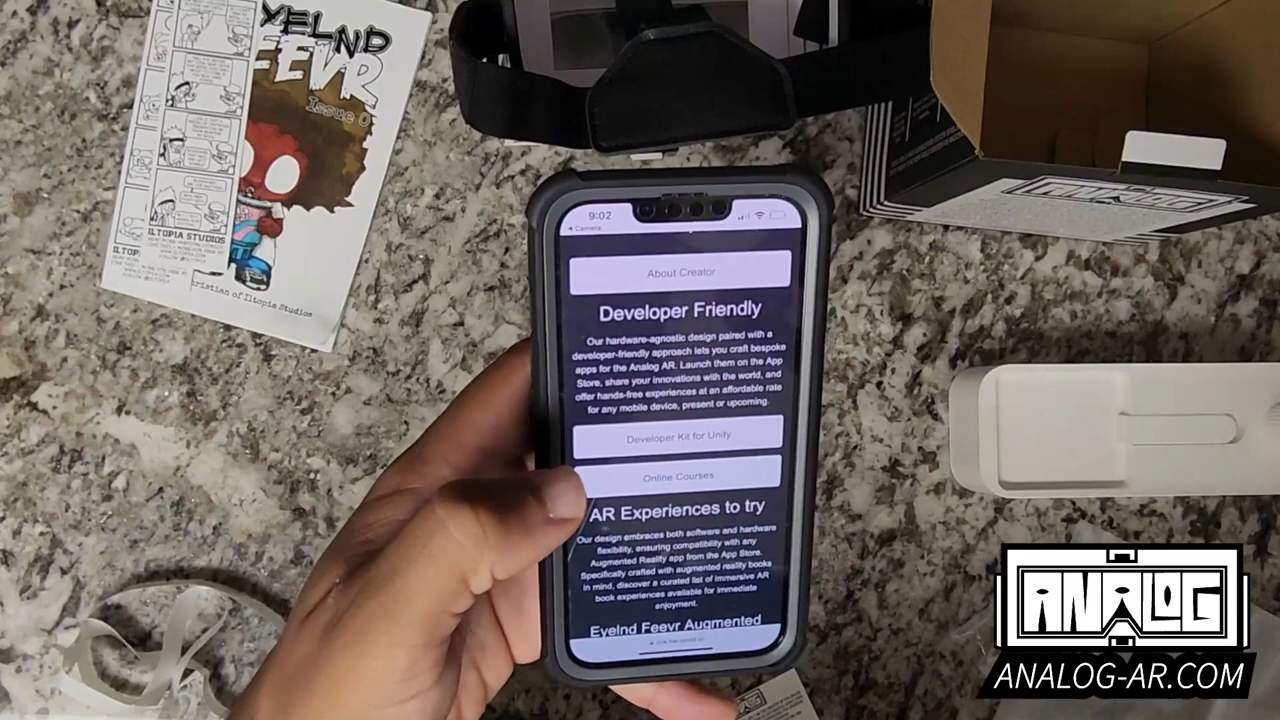 EYELND
FEEVR
Issue 0
ILTOPIA STUDIOS
hristian of Iltopia Studios
9:02
Camera
About Creator
Developer Friendly
Our hardware-agnostic design paired with a
developer-friendly approach lets you craft bespoke
apps for the Analog AR. Launch them on the App
Store, share your innovations with the world, and
offer hands-free experiences at an affordable rate
for any mobile device, present or upcoming.
Developer Kit for Unity
Online Courses
AR Experiences to try
Our design embraces both software and hardware
flexibility, ensuring compatibility with any
Augmented Reality app from the App Store.
Specifically crafted with augmented reality books
in mind, discover a curated list of immersive AR
book experiences available for immediate
enjoyment.
Eyelnd Feevr Augmented
ANALOG
ANALOG
ANALOG-AR.COM